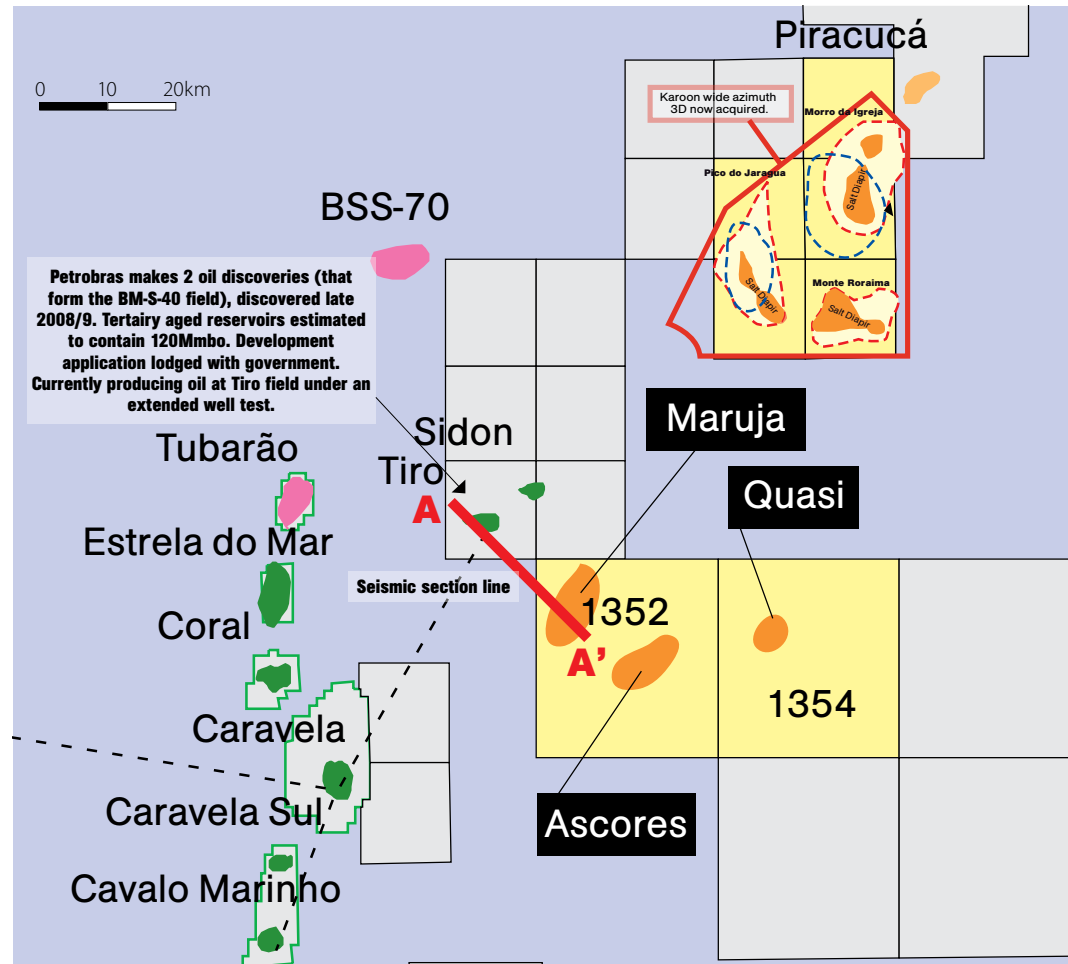 Piracucá
0 10 20km
Karoon wide azimuth
3D now acquired.
Morro da Igreja
Pico do Jaragua
Salt Diapir
BSS-70
Petrobras makes 2 oil discoveries (that
form the BM-S-40 field), discovered late
2008/9. Tertairy aged reservoirs estimated
to contain 120Mmbo. Development
application lodged with government.
Currently producing oil at Tiro field under an
extended well test.
Monte Roraima
Salt Diapir
Salt Diapir
Maruja
Sidon
Tubarão
Tiro
Quasi
A
Estrela do Mar
Seismic section line
1352
Coral
A’
1354
Caravela
Caravela Sul
Ascores
Cavalo Marinho